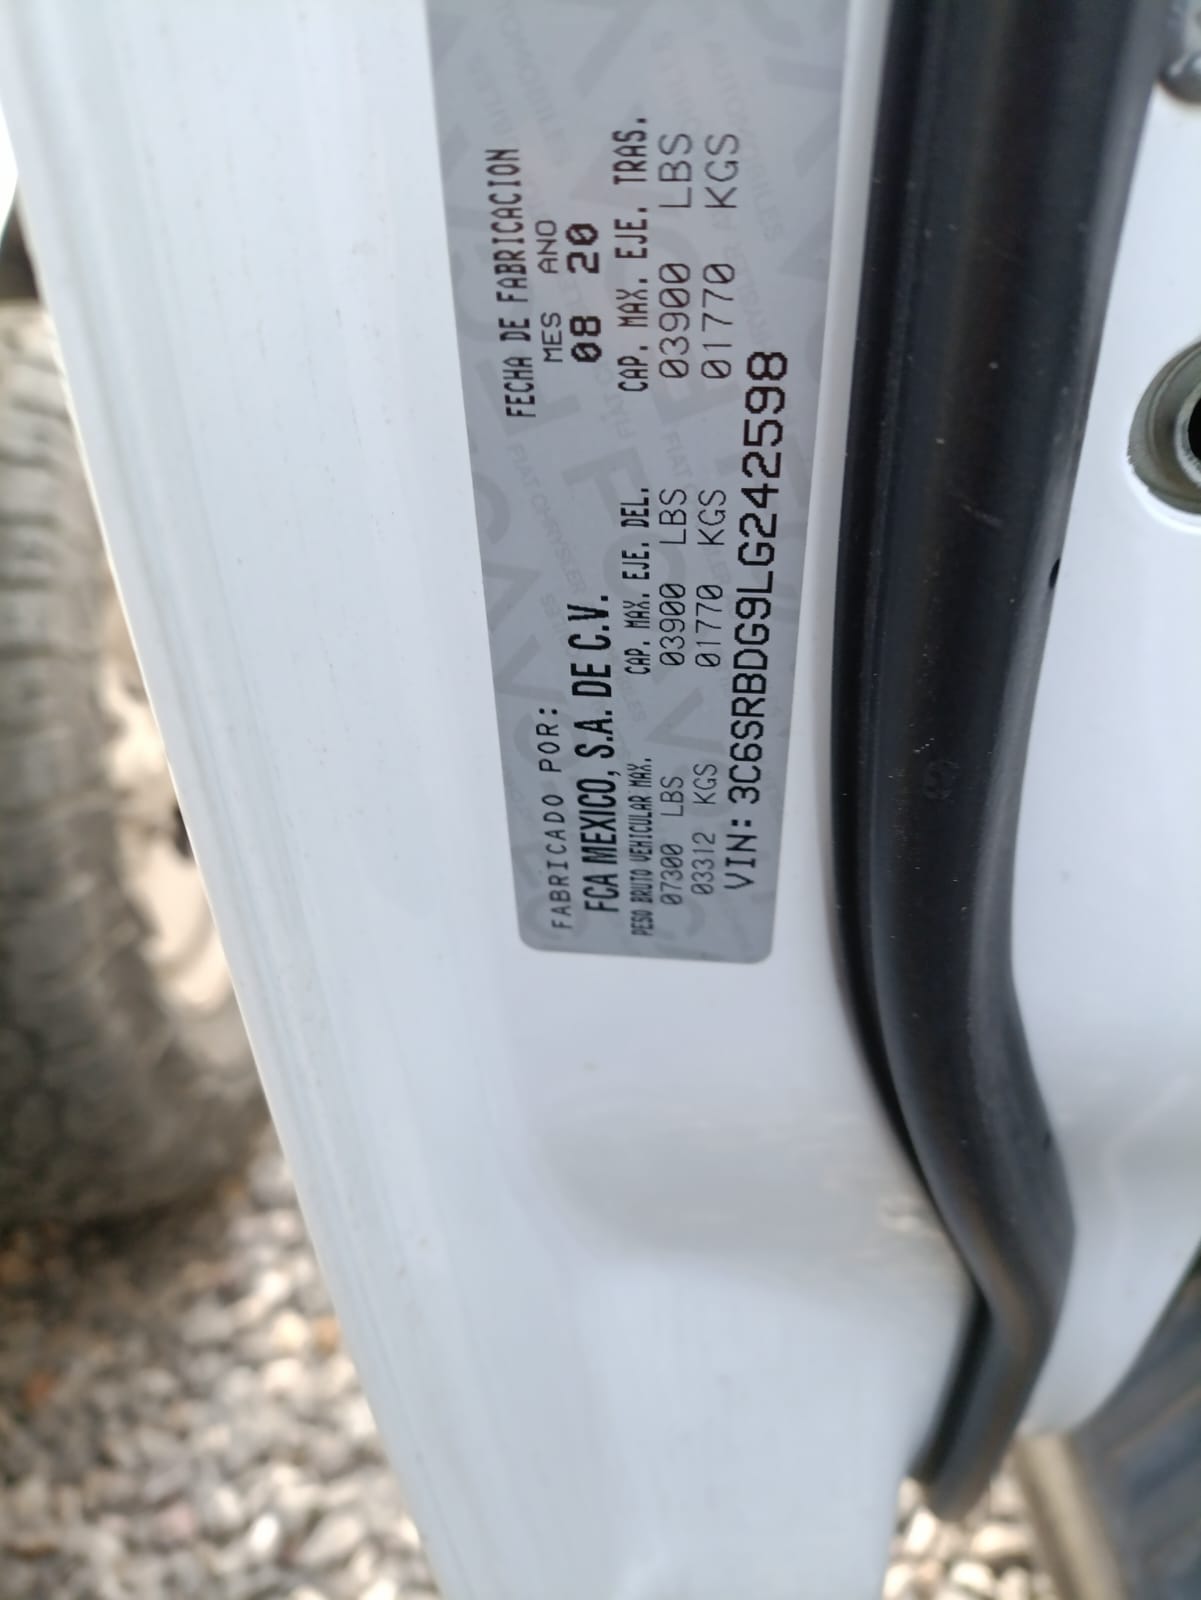 FABRICADO POR:
FCA MEXICO, S.A. DE C.V.
FECHA DE FABRICACION
MES ANO
08 20
PESO BRUTO VEHICULAR MAX.
07300 LBS
03312 KGS
CAP. MAX. EJE. DEL.
03900 LBS
01770 KGS
CAP. MAX. EJE. TRAS.
03900 LBS
01770 KGS
VIN: 3C6SRBDG9LG242598